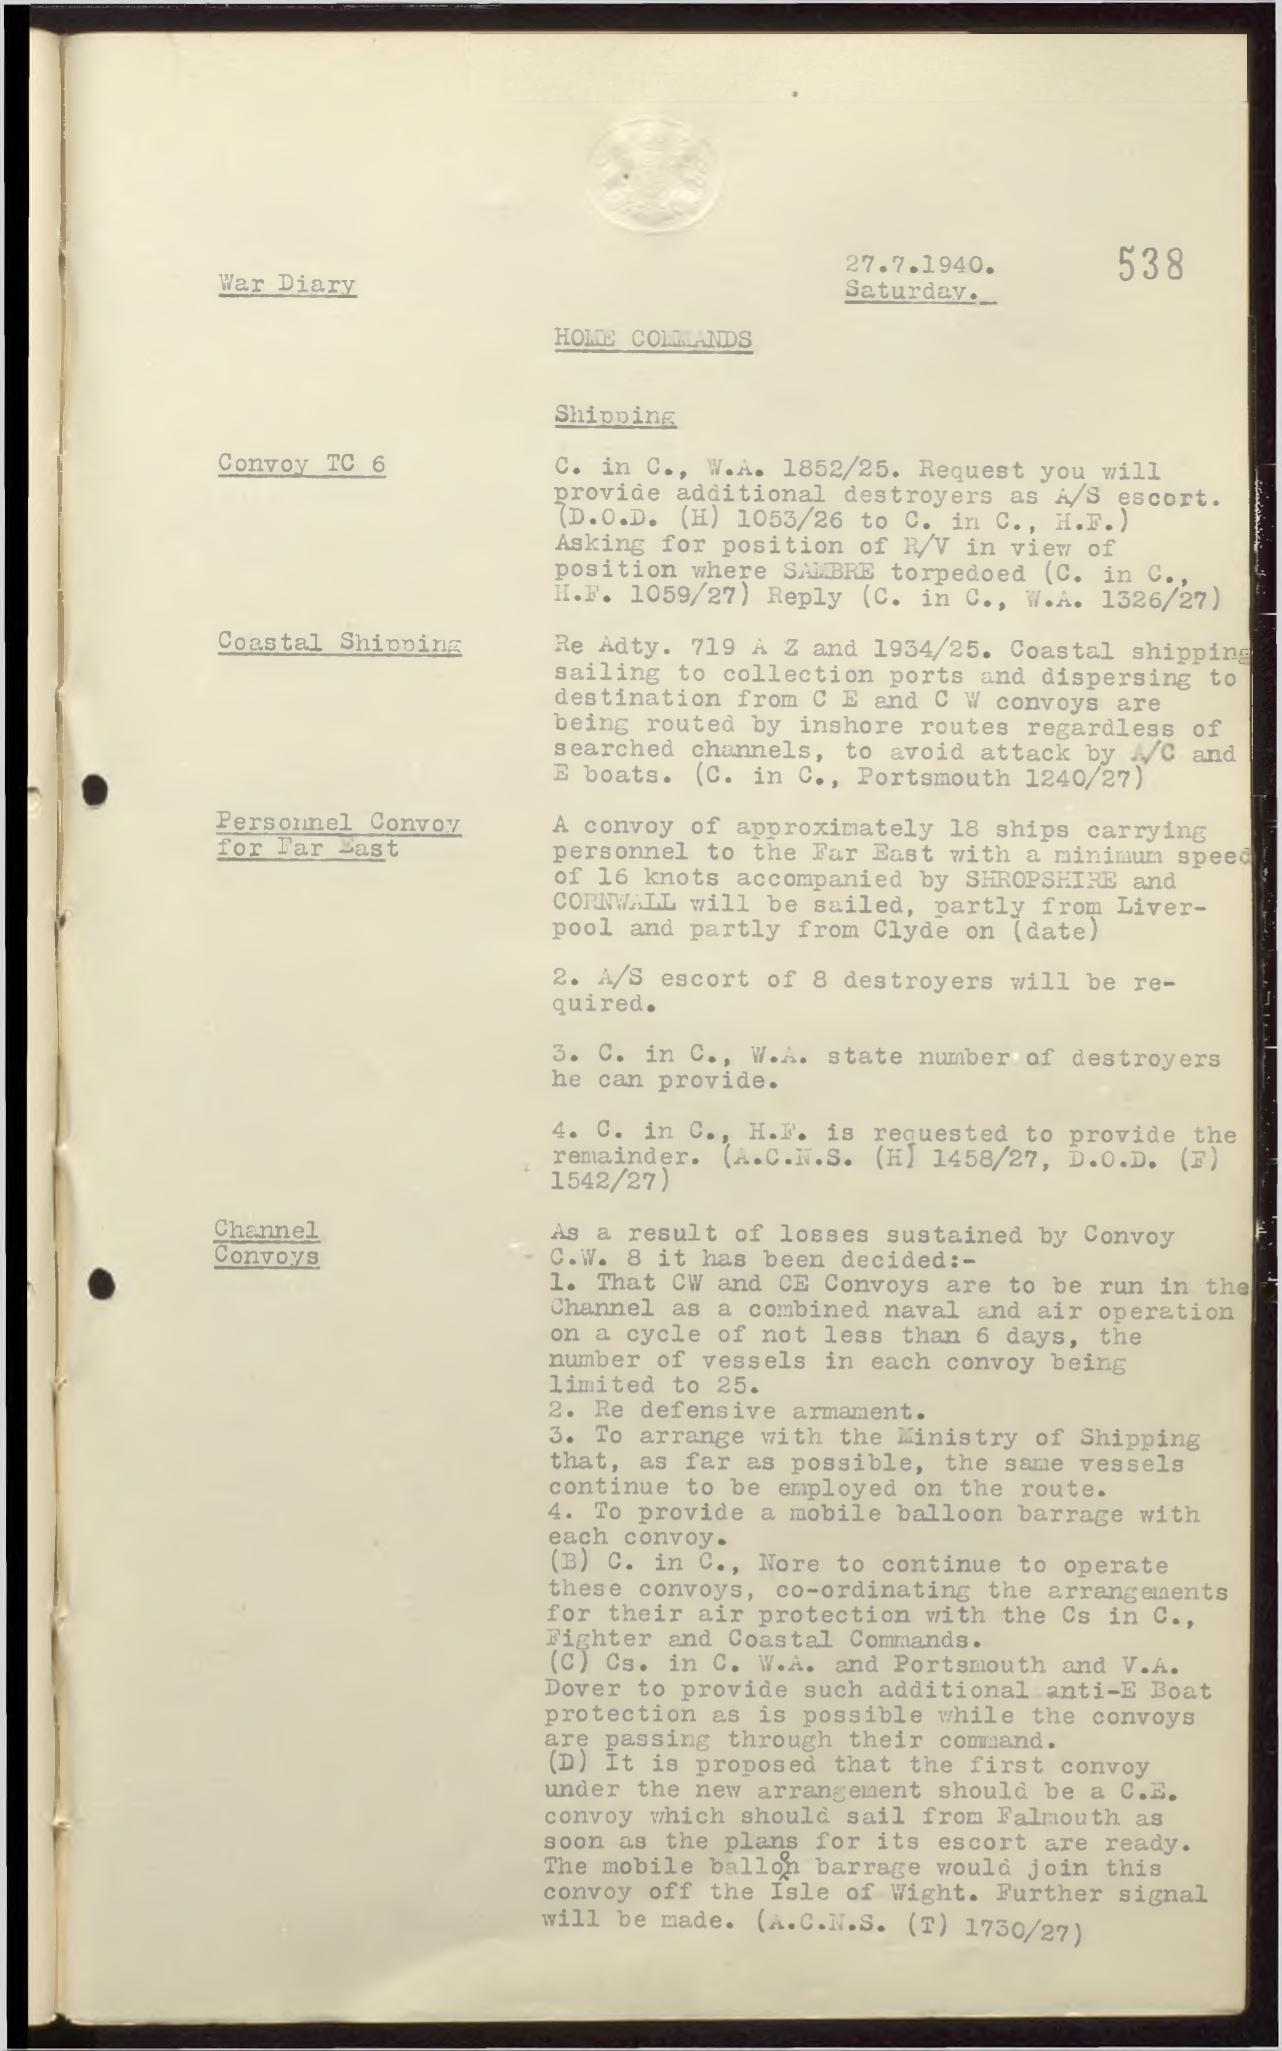 27.7.1940.
538
War Diary
Saturday.
HOME COMMANDS
Shipping
Convoy TC 6
C. in C., W.A. 1852/25. Request you will
provide additional destroyers as A/S escort.
(D.O.D. (H) 1053/26 to C. in C., H.F.)
Asking for position of R/V in view of
position where SAMBRE torpedoed (C. in C.,
H.F. 1059/27) Reply (C. in C., W.A. 1326/27)
Coastal Shipping
Re Adty. 719 A Z and 1934/25. Coastal shipping
sailing to collection ports and dispersing to
destination from C E and C W convoys are
being routed by inshore routes regardless of
searched channels, to avoid attack by A/C and
E boats. (C. in C., Portsmouth 1240/27)
Personnel Convoy
for Far East
A convoy of approximately 18 ships carrying
personnel to the Far East with a minimum speed
of 16 knots accompanied by SHROPSHIRE and
CORNWALL will be sailed, partly from Liver-
pool and partly from Clyde on (date)
2. A/S escort of 8 destroyers will be re-
quired.
3. C. in C., W.A. state number of destroyers
he can provide.
4. C. in C., H.F. is requested to provide the
remainder. (A.C.N.S. (H) 1458/27, D.O.D. (F)
1542/27)
Channel
Convoys
As a result of losses sustained by Convoy
C.W. 8 it has been decided:-
1. That CW and CE Convoys are to be run in the
Channel as a combined naval and air operation
on a cycle of not less than 6 days, the
number of vessels in each convoy being
limited to 25.
2. Re defensive armament.
3. To arrange with the Ministry of Shipping
that, as far as possible, the same vessels
continue to be employed on the route.
4. To provide a mobile balloon barrage with
each convoy.
(B) C. in C., Nore to continue to operate
these convoys, co-ordinating the arrangements
for their air protection with the Cs in C.,
Fighter and Coastal Commands.
(C) Cs. in C. W.A. and Portsmouth and V.A.
Dover to provide such additional anti-E Boat
protection as is possible while the convoys
are passing through their command.
(D) It is proposed that the first convoy
under the new arrangement should be a C.E.
convoy which should sail from Falmouth as
soon as the plans for its escort are ready.
The mobile balloon barrage would join this
convoy off the Isle of Wight. Further signal
will be made. (A.C.N.S. (T) 1730/27)